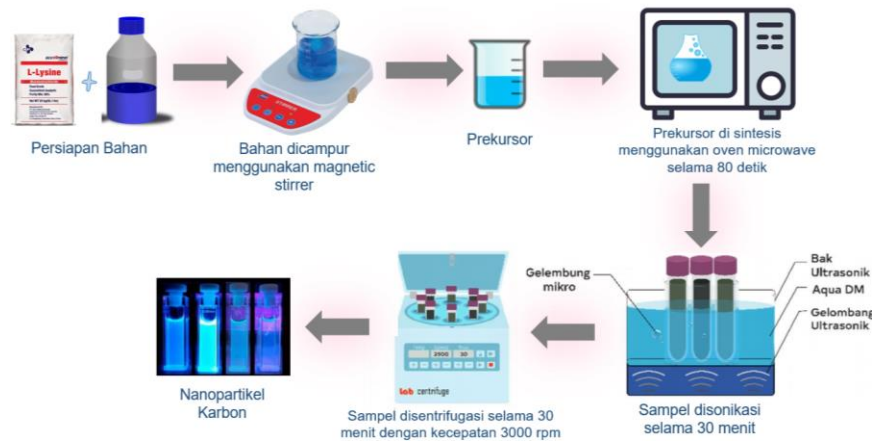 L-Lysine
Persiapan Bahan
STIRRER
Bahan dicampur
menggunakan magnetic
stirrer
Prekursor
Prekursor di sintesis
menggunakan oven microwave
selama 80 detik
Bak
Ultrasonik
Aqua DM
Gelombang
Ultrasonik
Gelembung
mikro
Sampel disonikasi
selama 30 menit
lab centrifuge
Sampel disentrifugasi selama 30
menit dengan kecepatan 3000 rpm
Nanopartikel
Karbon